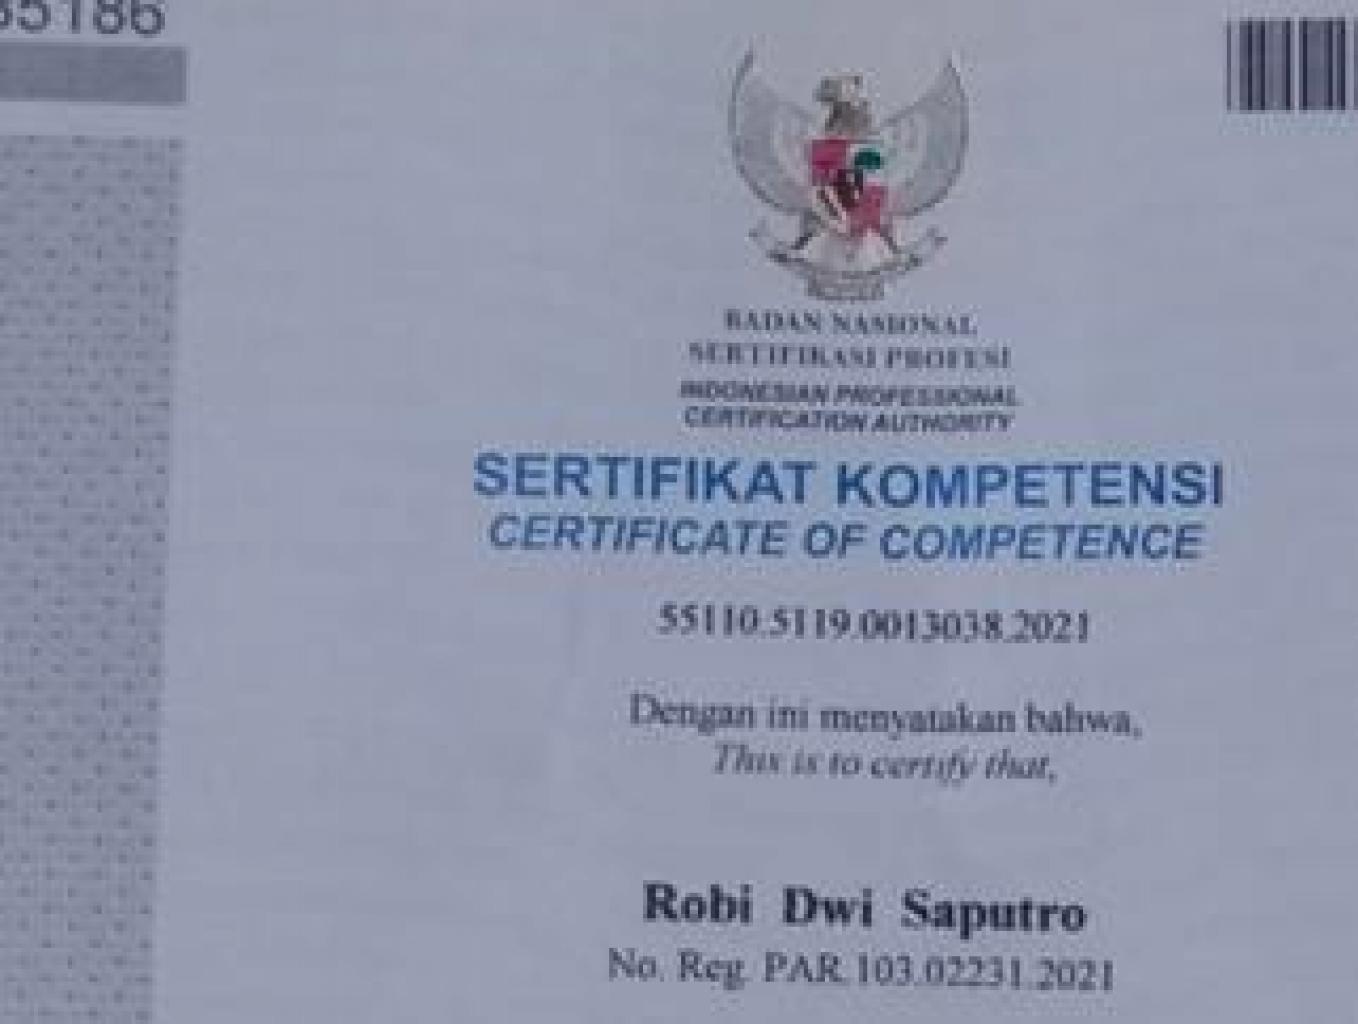 35186
BADAN NASIONAL
SERTIFIKASI PROFESI
INDONESIAN PROFESSIONAL
CERTIFICATION AUTHORITY
SERTIFIKAT KOMPETENSI
CERTIFICATE OF COMPETENCE
55110.5119.0013038.2021
Dengan ini menyatakan bahwa,
This is to certify that,
Robi Dwi Saputro
No. Reg. PAR.103.02231.2021